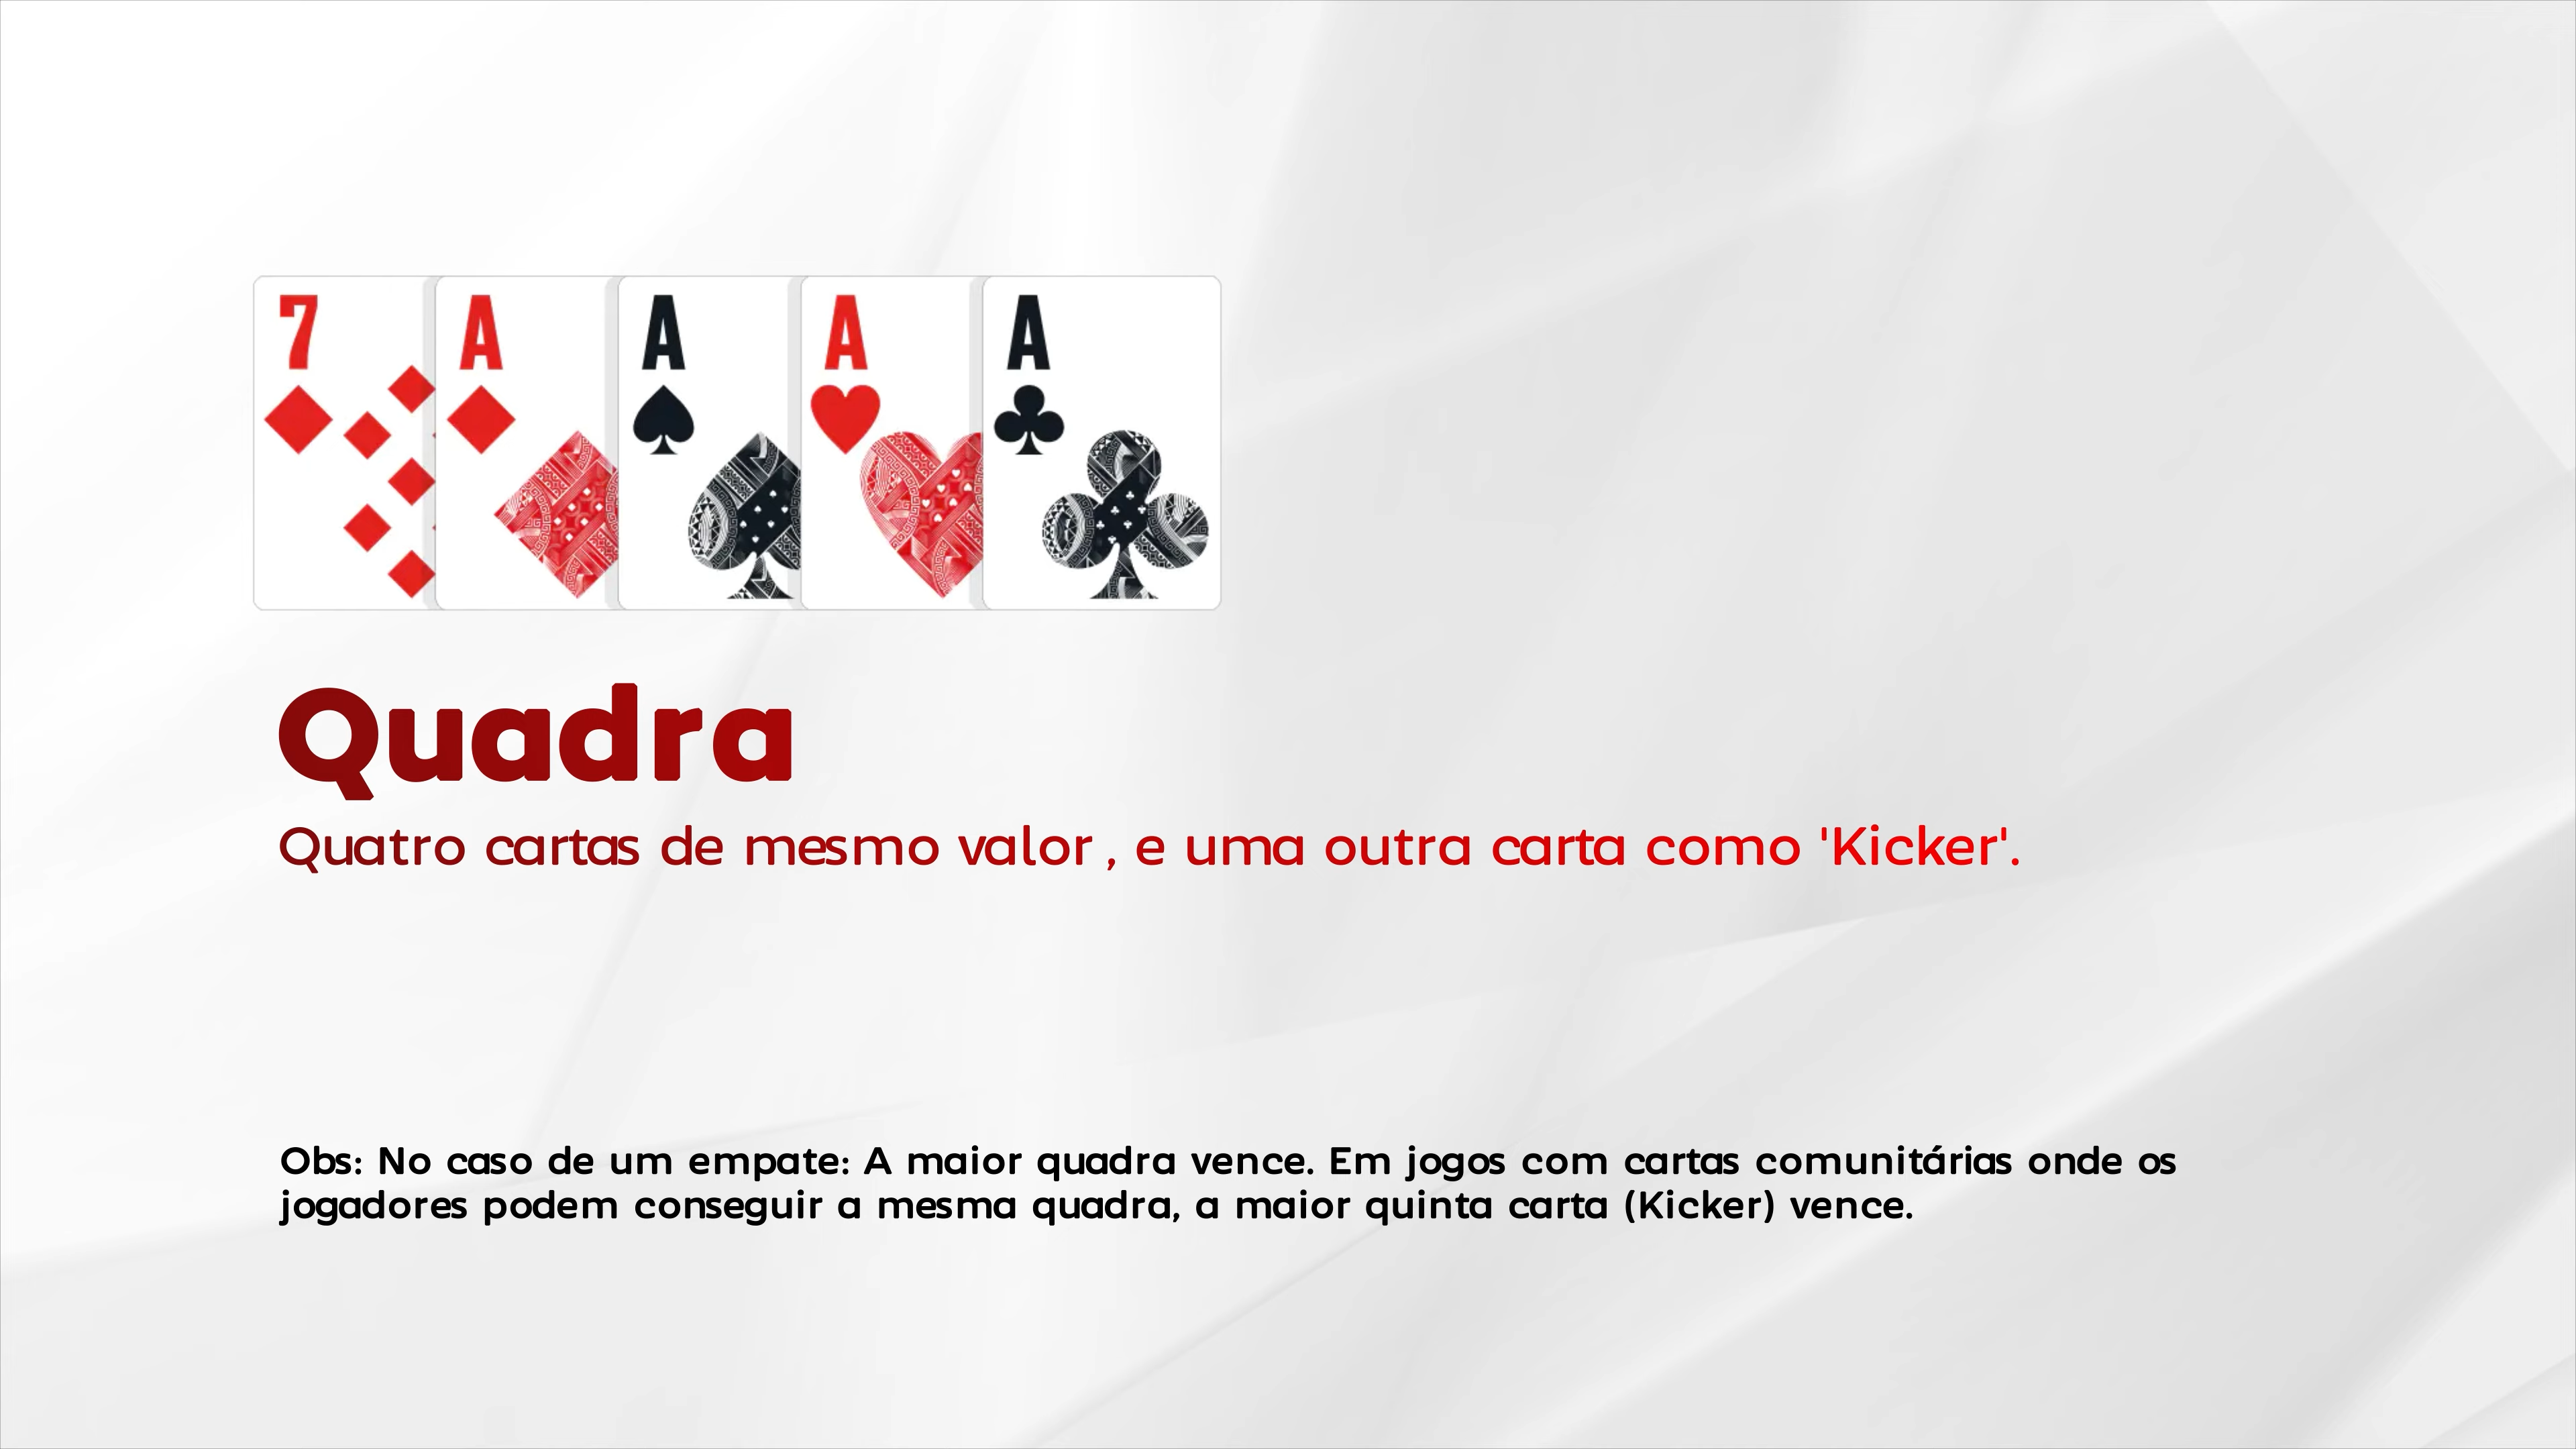 7 A A A A
Quadra
Quatro cartas de mesmo valor , e uma outra carta como 'Kicker'.
Obs: No caso de um empate: A maior quadra vence. Em jogos com cartas comunitárias onde os
jogadores podem conseguir a mesma quadra, a maior quinta carta (Kicker) vence.